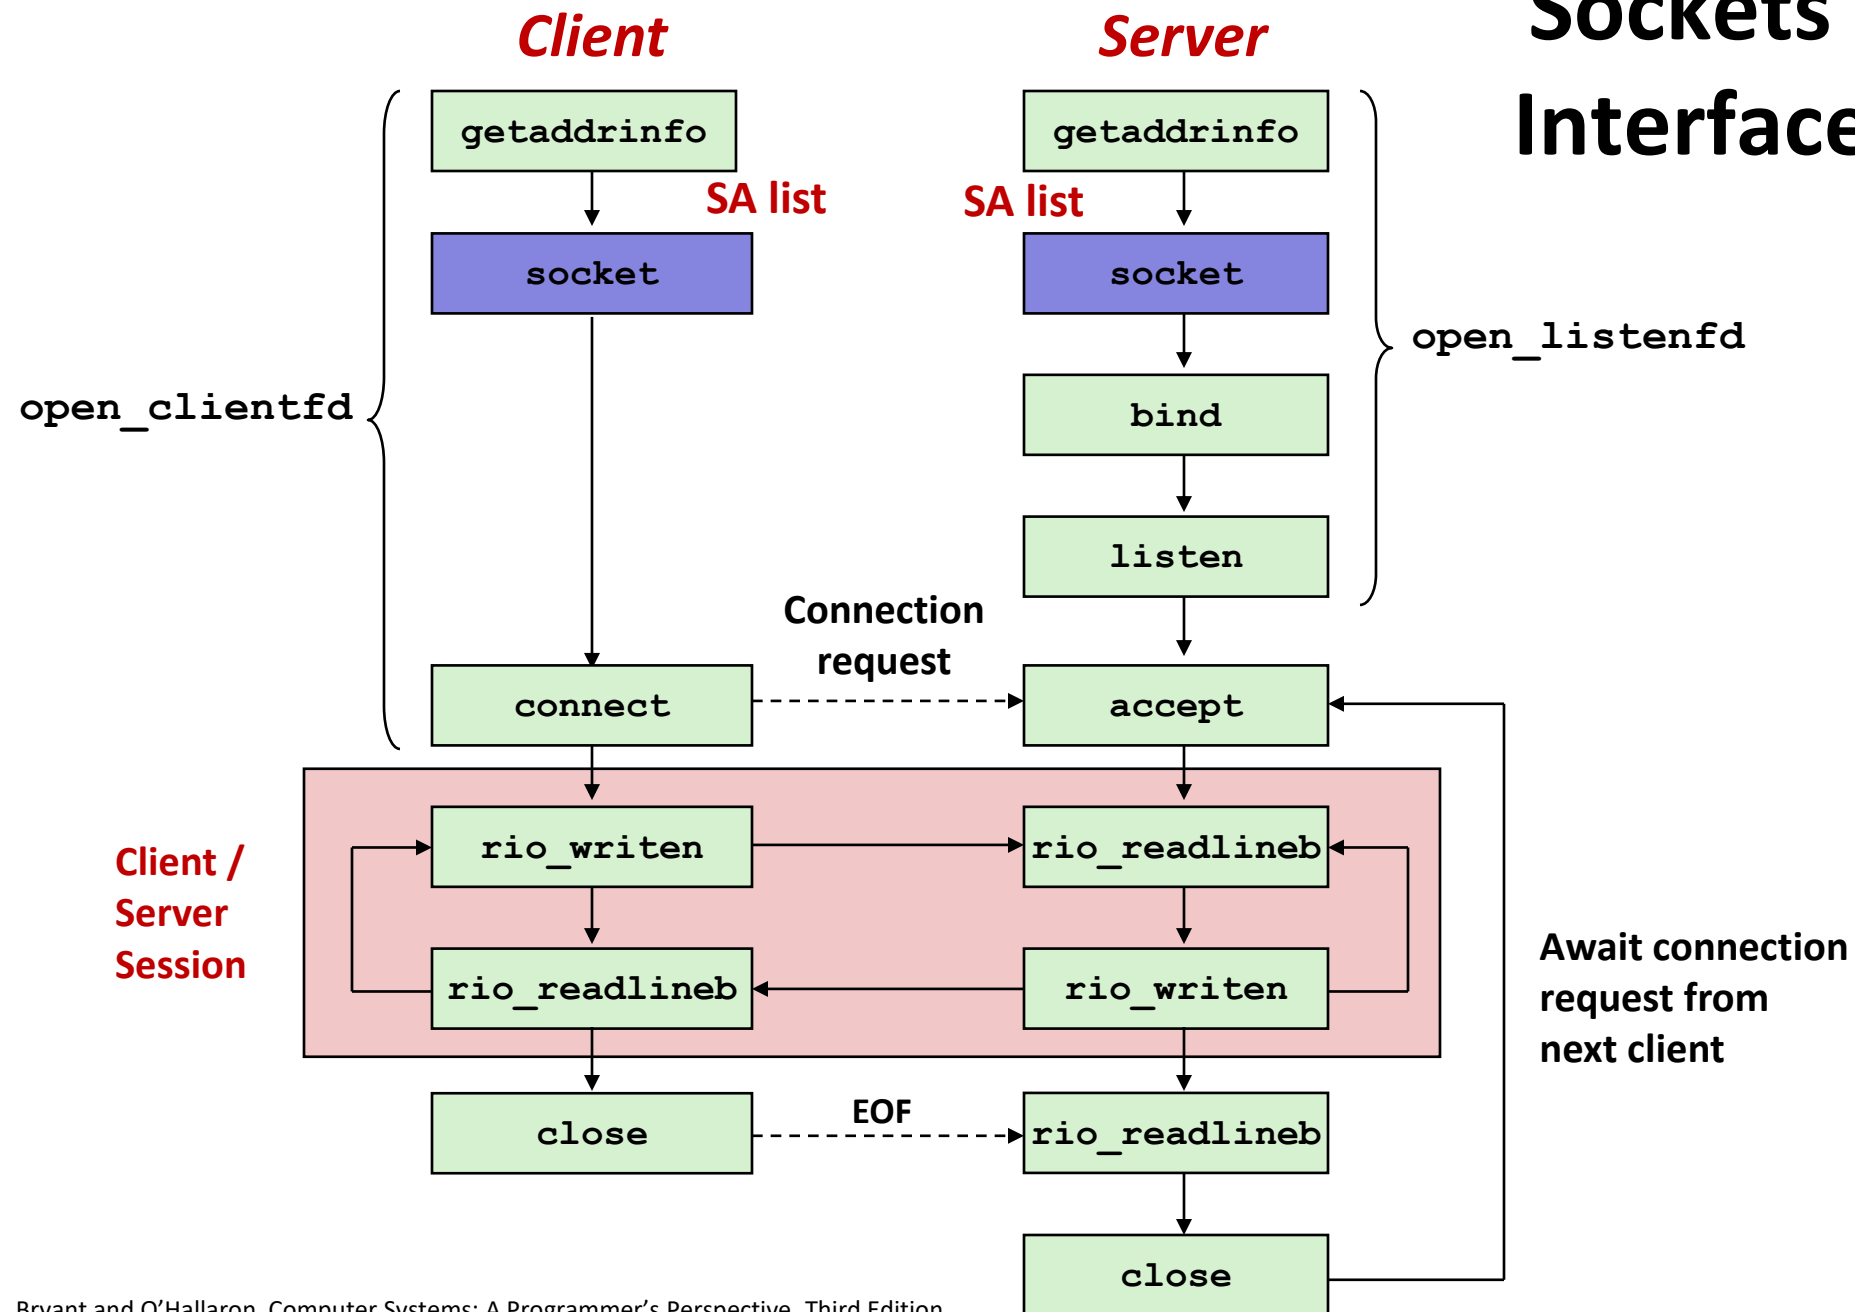 Sockets
Interface
Client
Server
getaddrinfo
getaddrinfo
SA list
SA list
socket
socket
open_listenfd
open_clientfd
bind
listen
Connection
request
connect
accept
Client /
Server
Session
rio_writen
rio_readlineb
rio_readlineb
rio_writen
Await connection
request from
next client
close
EOF
rio_readlineb
close
Bryant and O'Hallaron, Computer Systems: A Programmer's Perspective, Third Edition